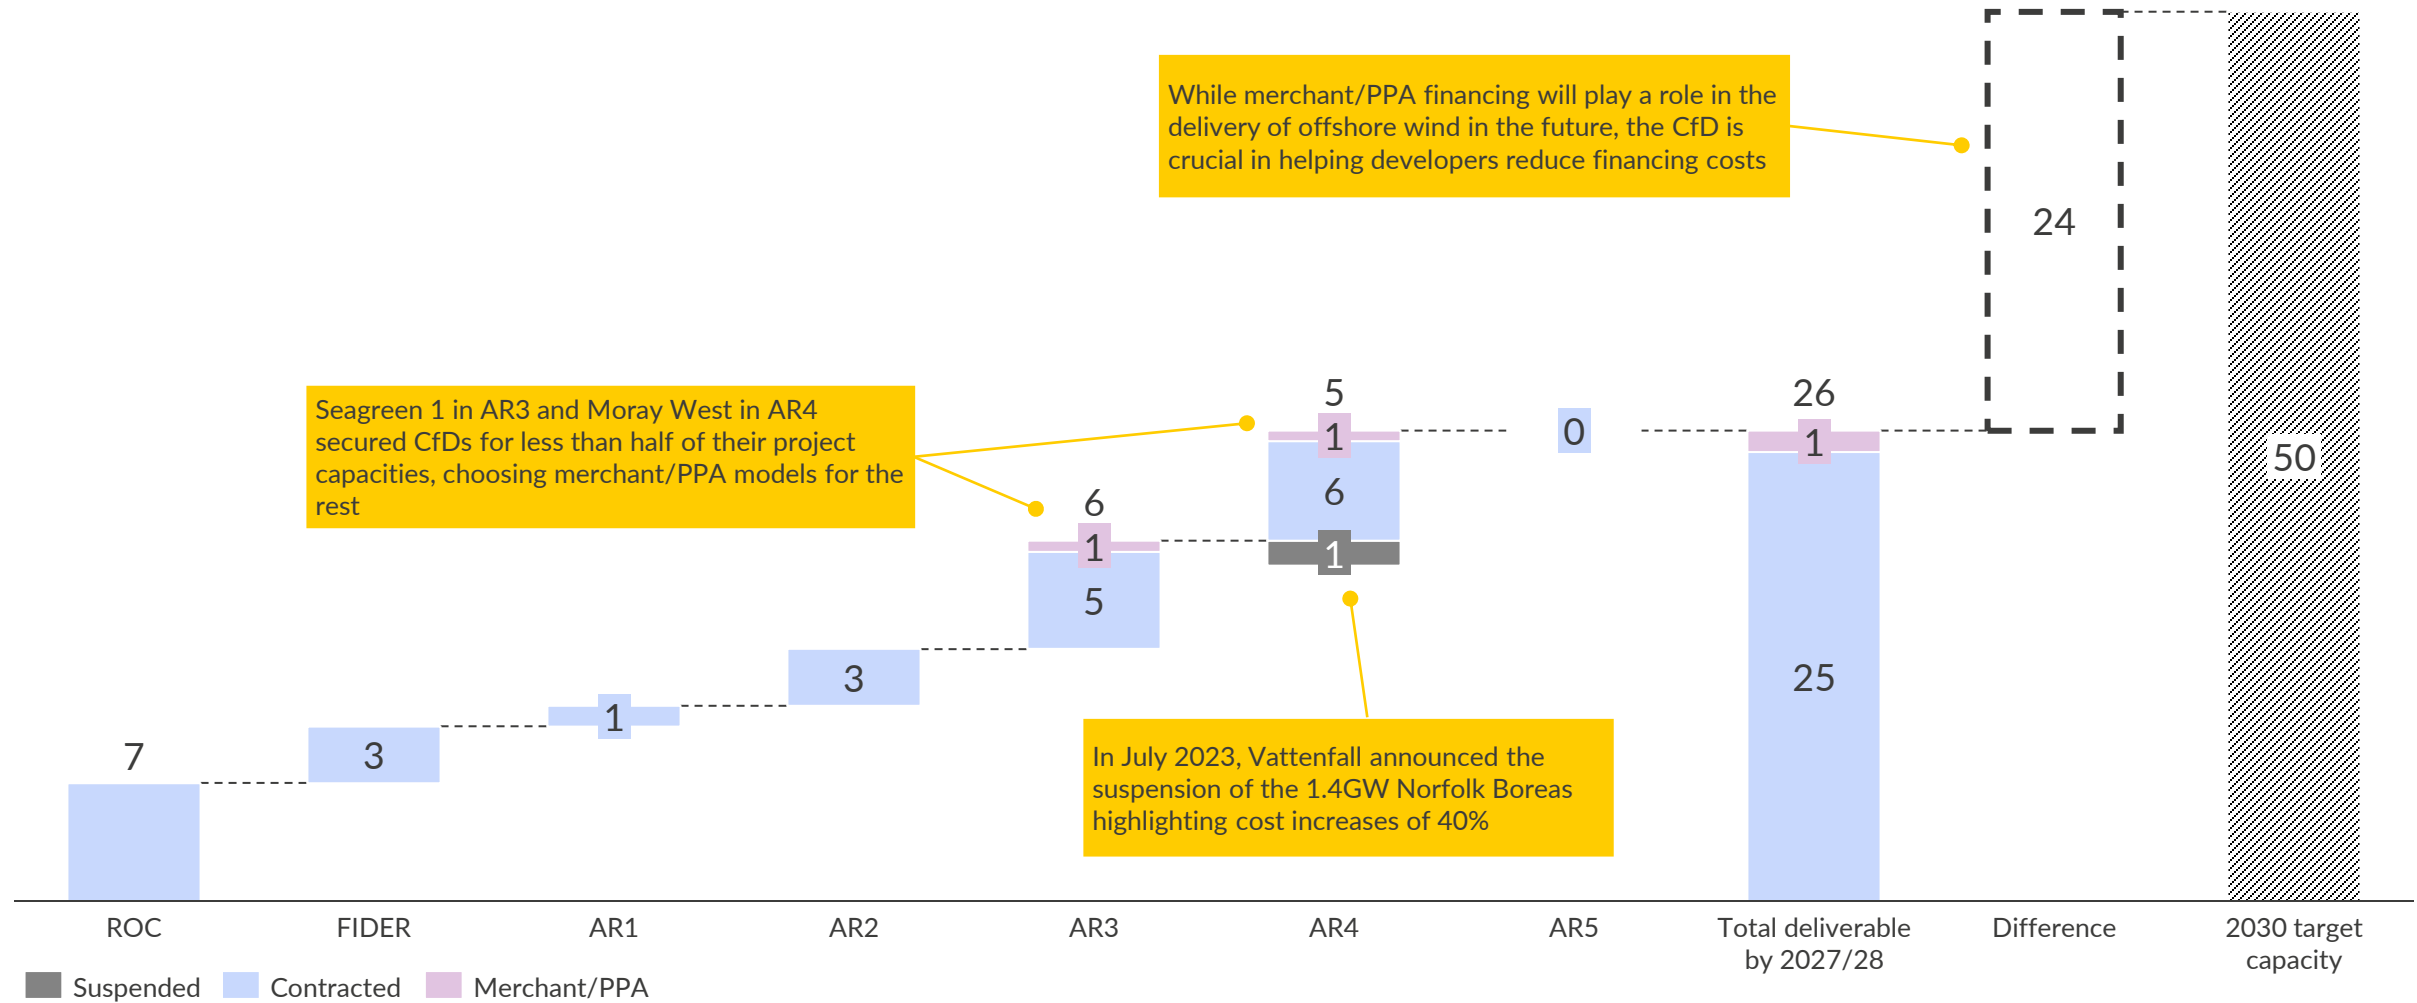 While merchant/PPA financing will play a role in the
delivery of offshore wind in the future, the CfD is
crucial in helping developers reduce financing costs
24
Seagreen 1 in AR3 and Moray West in AR4
secured CfDs for less than half of their project
capacities, choosing merchant/PPA models for the
rest
5
1
6
1
0
26
1
25
50
6
1
5
7
3
1
3
In July 2023, Vattenfall announced the
suspension of the 1.4GW Norfolk Boreas
highlighting cost increases of 40%
ROC
FIDER
AR1
AR2
AR3
AR4
AR5
Total deliverable
by 2027/28
Difference
2030 target
capacity
Suspended
Contracted
Merchant/PPA